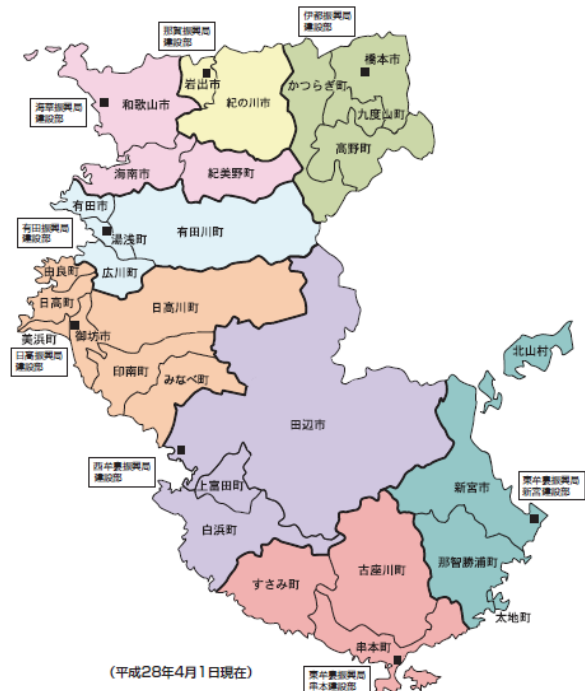 那賀振興局
建設部
伊都振興局
建設部
橋本市
岩出市
かつらぎ町
和歌山市
紀の川市
海草振興局
建設部
九度山町
高野町
海南市
紀美野町
有田市
有田振興局
建設部
湯浅町
有田川町
広川町
由良町
日高町
日高川町
美浜町
御坊市
日高振興局
建設部
印南町
みなべ町
北山村
田辺市
西牟婁振興局
建設部
上富田町
新宮市
東牟婁振興局
新宮建設部
白浜町
那智勝浦町
古座川町
すさみ町
太地町
串本町
(平成28年4月1日現在)
東牟婁振興局
串本建設部